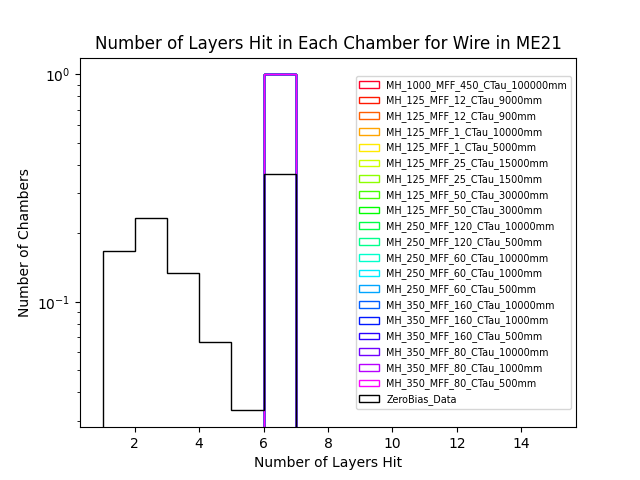 Number of Layers Hit in Each Chamber for Wire in ME21
Number of Chambers
10^0
10^-1
MH_1000_MFF_450_CTau_100000mm
MH_125_MFF_12_CTau_9000mm
MH_125_MFF_12_CTau_900mm
MH_125_MFF_1_CTau_10000mm
MH_125_MFF_1_CTau_5000mm
MH_125_MFF_25_CTau_15000mm
MH_125_MFF_25_CTau_1500mm
MH_125_MFF_50_CTau_30000mm
MH_125_MFF_50_CTau_3000mm
MH_250_MFF_120_CTau_10000mm
MH_250_MFF_120_CTau_500mm
MH_250_MFF_60_CTau_10000mm
MH_250_MFF_60_CTau_1000mm
MH_250_MFF_60_CTau_500mm
MH_350_MFF_160_CTau_10000mm
MH_350_MFF_160_CTau_1000mm
MH_350_MFF_160_CTau_500mm
MH_350_MFF_80_CTau_10000mm
MH_350_MFF_80_CTau_1000mm
MH_350_MFF_80_CTau_500mm
ZeroBias_Data
2 4 6 8 10 12 14
Number of Layers Hit